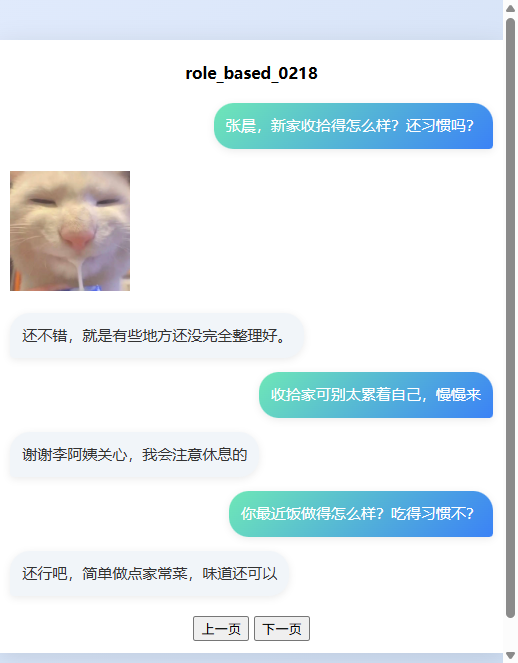 role_based_0218
张晨，新家收拾得怎么样？还习惯吗？
还不错，就是有些地方还没完全整理好。
收拾家可别太累着自己，慢慢来
谢谢李阿姨关心，我会注意休息的
你最近饭做得怎么样？吃得习惯不？
还行吧，简单做点家常菜，味道还可以
上一页 下一页